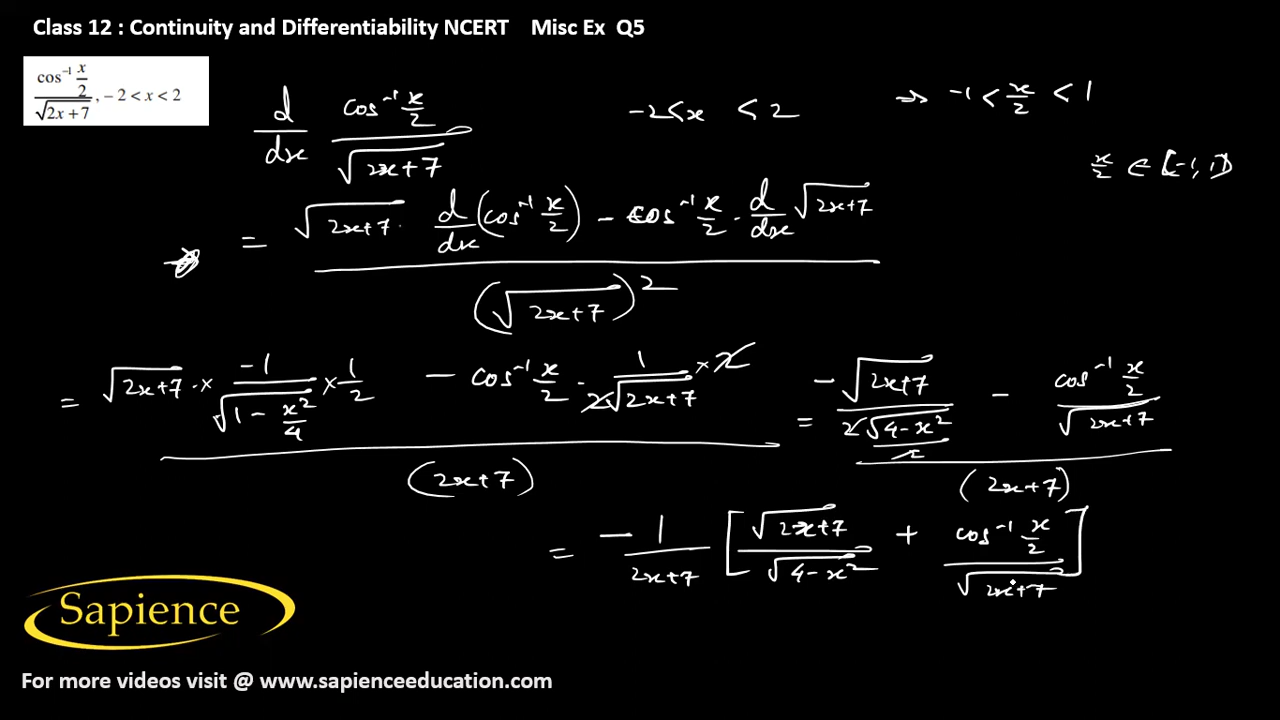 Class 12 : Continuity and Differentiability NCERT Misc Ex Q5
cos⁻¹ x/2 / √2x + 7 , – 2 < x < 2
d/dx cos⁻¹ x/2 / √(2x+7)
-2 < x < 2
⇒ -1 < x/2 < 1
x/2 ∈ [-1, 1]
= √(2x+7) · d/dx (cos⁻¹ x/2) - cos⁻¹ x/2 · d/dx √(2x+7) / (√(2x+7))²
= √(2x+7) · × -1/√(1 - x²/4) × 1/2 - cos⁻¹ x/2 · 1/(2√(2x+7)) × 2 / (2x+7)
= -√(2x+7) / (2√(4-x²)/2) - cos⁻¹ x/2 / √(2x+7) / (2x+7)
= - 1/(2x+7) [ √(2x+7)/√(4-x²) + cos⁻¹ x/2 / √(2x+7) ]
Sapience
For more videos visit @ www.sapienceeducation.com